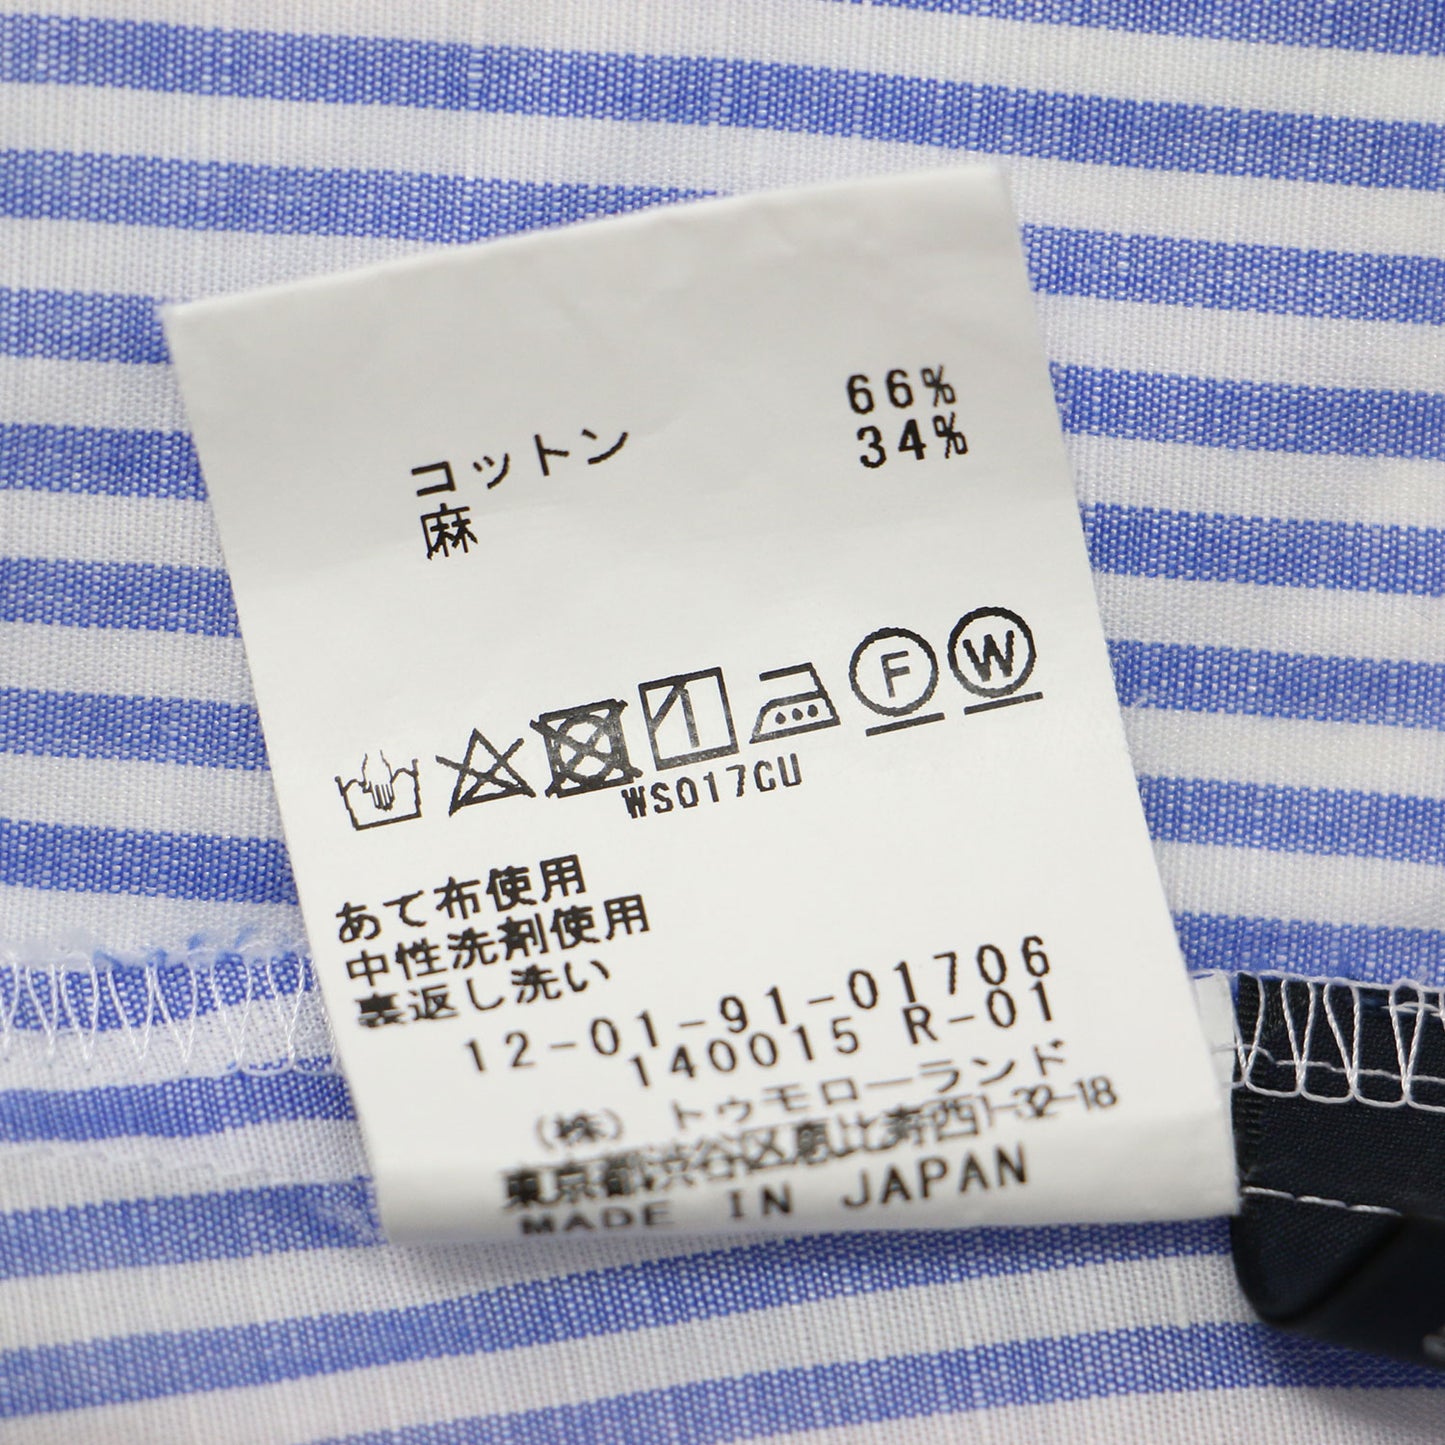 コットン 66%
麻 34%
F W
WS017CU
あて布使用
中性洗剤使用
裏返し洗い
12-01-91-01706
140015 R-01
(株) トゥモローランド
東京都渋谷区恵比寿西1-32-18
MADE IN JAPAN